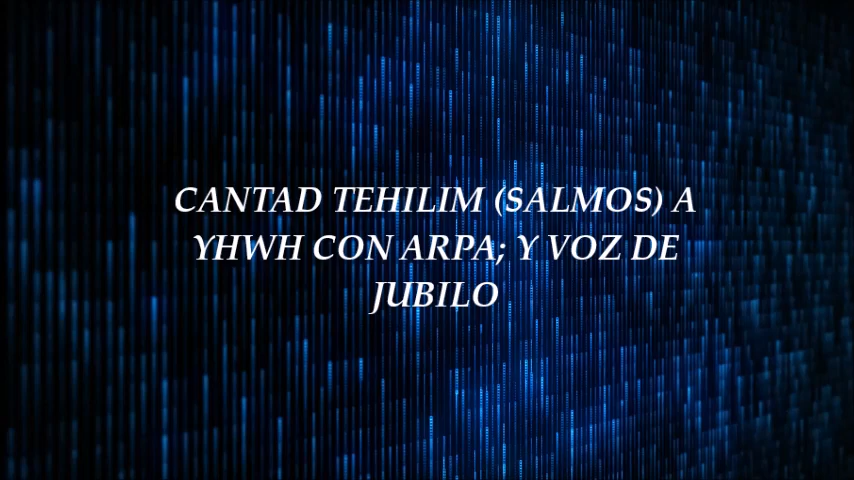 CANTAD TEHILIM (SALMOS) A
YHWH CON ARPA; Y VOZ DE
JUBILO